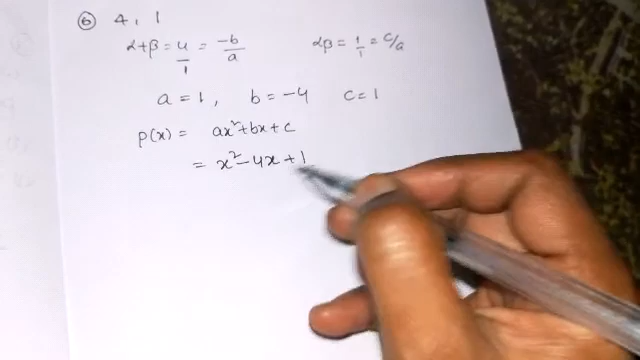 ⑥ 4, 1
α+β = 4/1 = -b/a    αβ = 1/1 = c/a
a = 1, b = -4 c = 1
p(x) = ax²+bx+c
= x²-4x+1